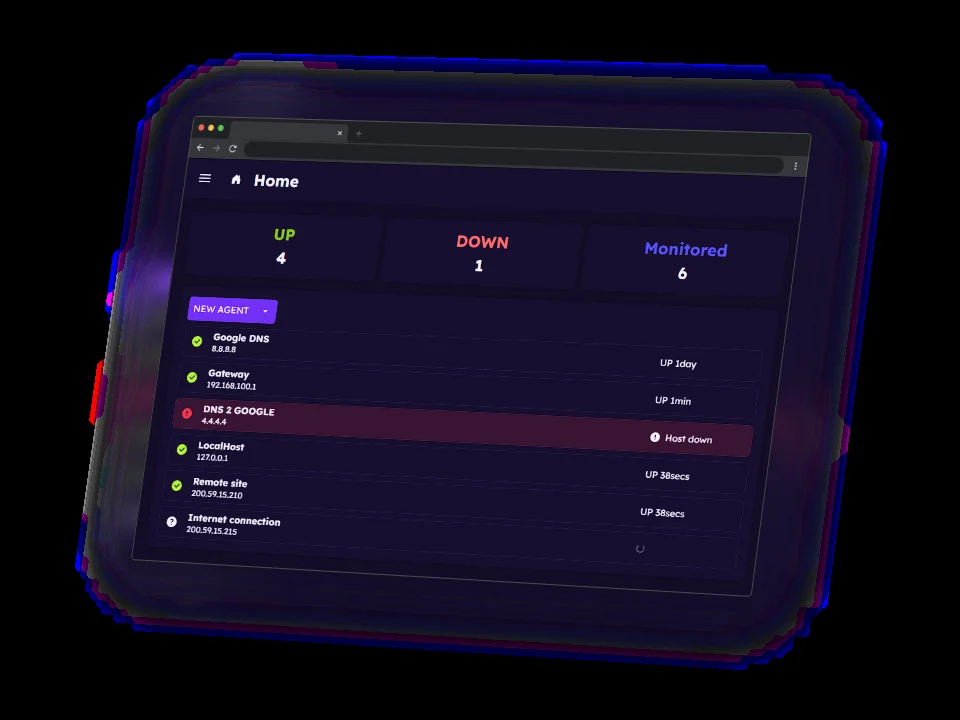 Home
UP
4
DOWN
1
Monitored
6
NEW AGENT
Google DNS
8.8.8.8
UP 1day
Gateway
192.168.100.1
UP 1min
DNS 2 GOOGLE
4.4.4.4
Host down
LocalHost
127.0.0.1
UP 38secs
Remote site
200.59.15.210
UP 38secs
Internet connection
200.59.15.215